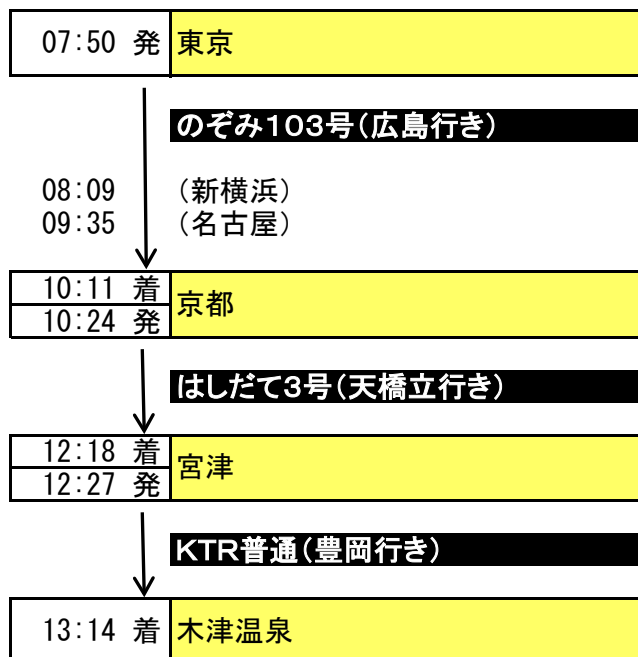 07:50 発 東京
のぞみ103号(広島行き)
08:09 (新横浜)
09:35 (名古屋)
10:11 着
京都
10:24 発
はしだて3号(天橋立行き)
12:18 着
宮津
12:27 発
KTR普通(豊岡行き)
13:14 着 木津温泉